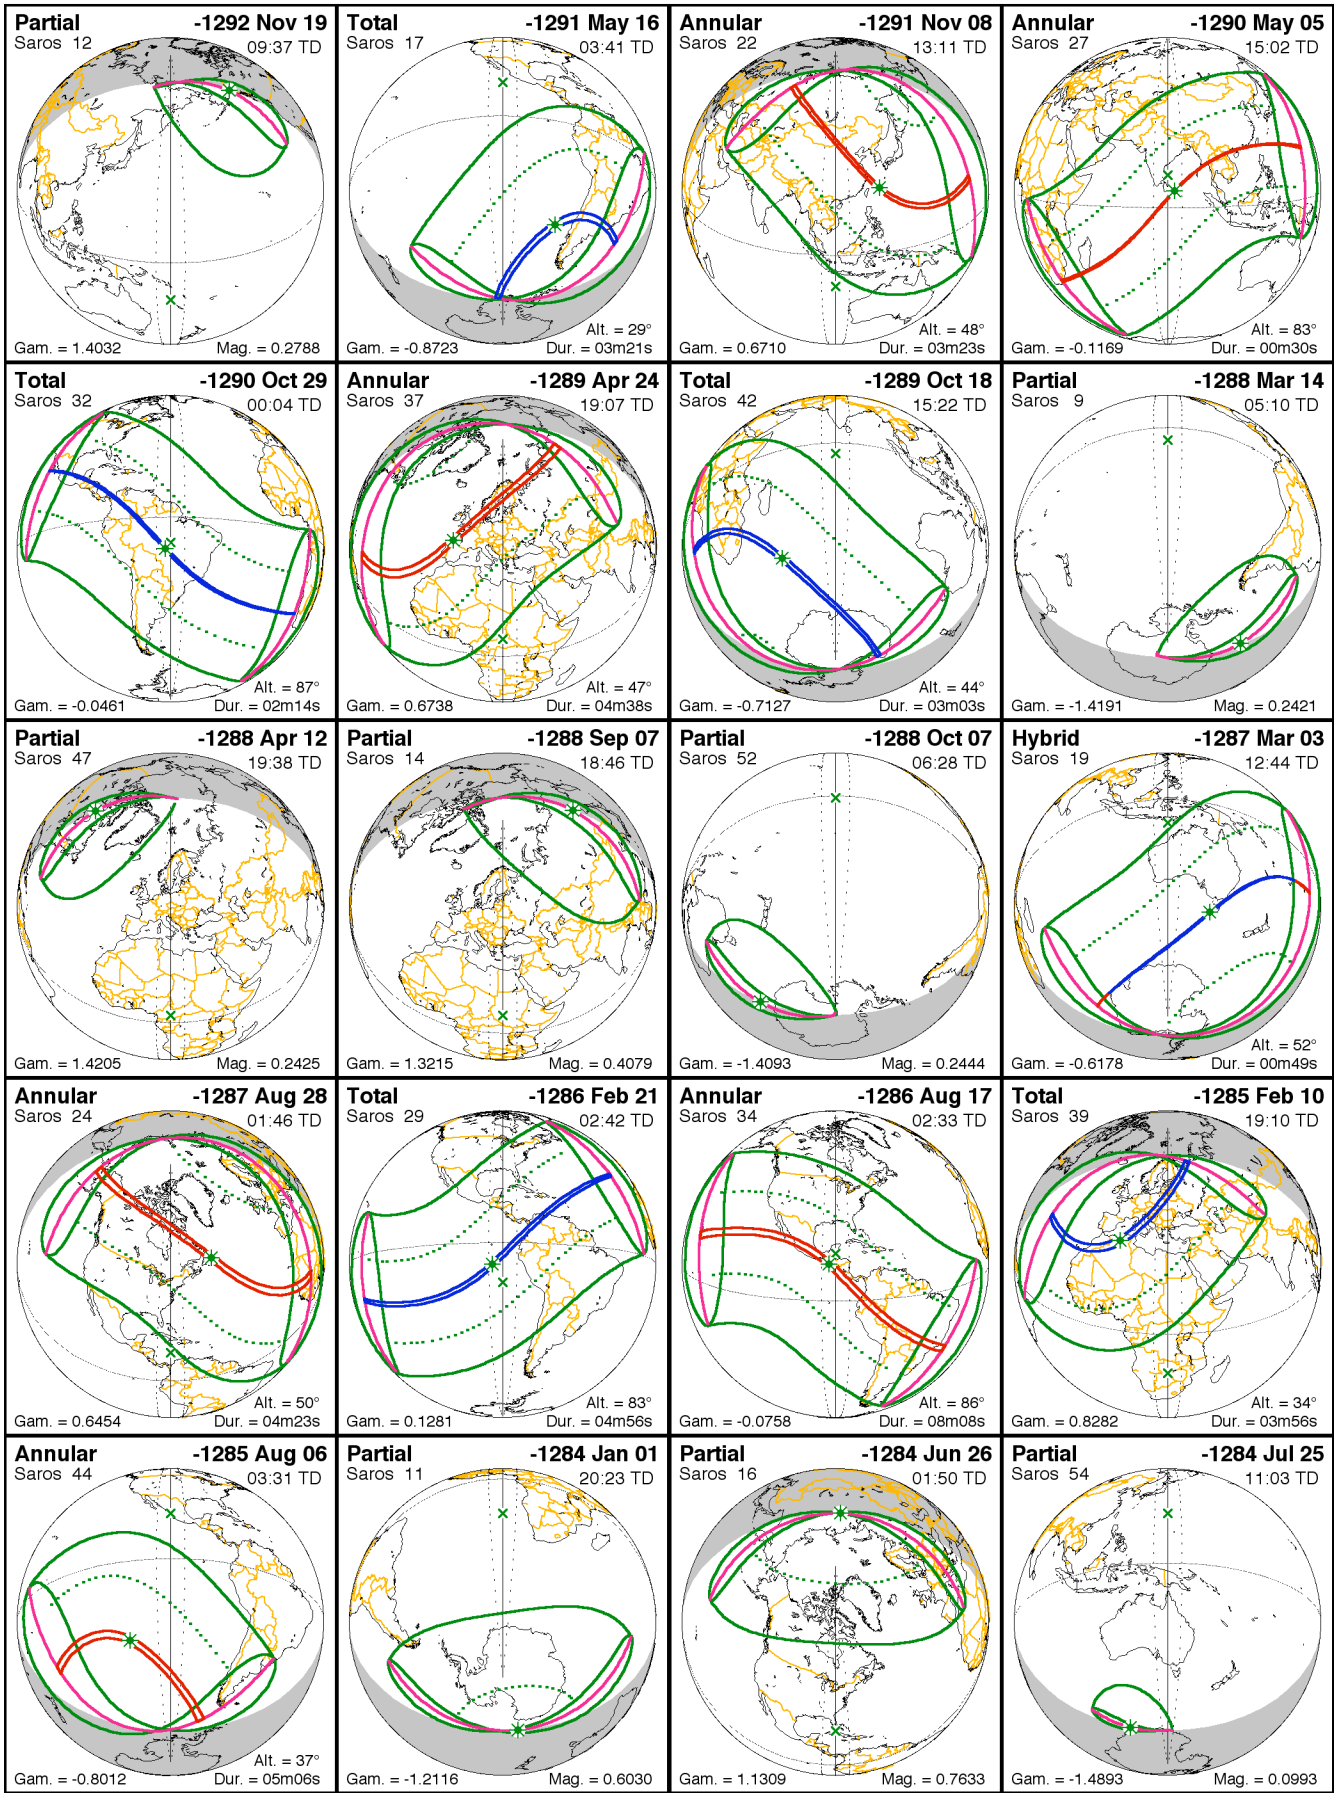 Partial -1292 Nov 19
Saros 12 09:37 TD
Gam. = 1.4032 Mag. = 0.2788
Total -1291 May 16
Saros 17 03:41 TD
Alt. = 29°
Gam. = -0.8723 Dur. = 03m21s
Annular -1291 Nov 08
Saros 22 13:11 TD
Alt. = 48°
Gam. = 0.6710 Dur. = 03m23s
Annular -1290 May 05
Saros 27 15:02 TD
Alt. = 83°
Gam. = -0.1169 Dur. = 00m30s
Total -1290 Oct 29
Saros 32 00:04 TD
Alt. = 87°
Gam. = -0.0461 Dur. = 02m14s
Annular -1289 Apr 24
Saros 37 19:07 TD
Alt. = 47°
Gam. = 0.6738 Dur. = 04m38s
Total -1289 Oct 18
Saros 42 15:22 TD
Alt. = 44°
Gam. = -0.7127 Dur. = 03m03s
Partial -1288 Mar 14
Saros 9 05:10 TD
Gam. = -1.4191 Mag. = 0.2421
Partial -1288 Apr 12
Saros 47 19:38 TD
Gam. = 1.4205 Mag. = 0.2425
Partial -1288 Sep 07
Saros 14 18:46 TD
Gam. = 1.3215 Mag. = 0.4079
Partial -1288 Oct 07
Saros 52 06:28 TD
Gam. = -1.4093 Mag. = 0.2444
Hybrid -1287 Mar 03
Saros 19 12:44 TD
Alt. = 52°
Gam. = -0.6178 Dur. = 00m49s
Annular -1287 Aug 28
Saros 24 01:46 TD
Alt. = 50°
Gam. = 0.6454 Dur. = 04m23s
Total -1286 Feb 21
Saros 29 02:42 TD
Alt. = 83°
Gam. = 0.1281 Dur. = 04m56s
Annular -1286 Aug 17
Saros 34 02:33 TD
Alt. = 86°
Gam. = -0.0758 Dur. = 08m08s
Total -1285 Feb 10
Saros 39 19:10 TD
Alt. = 34°
Gam. = 0.8282 Dur. = 03m56s
Annular -1285 Aug 06
Saros 44 03:31 TD
Alt. = 37°
Gam. = -0.8012 Dur. = 05m06s
Partial -1284 Jan 01
Saros 11 20:23 TD
Gam. = -1.2116 Mag. = 0.6030
Partial -1284 Jun 26
Saros 16 01:50 TD
Gam. = 1.1309 Mag. = 0.7633
Partial -1284 Jul 25
Saros 54 11:03 TD
Gam. = -1.4893 Mag. = 0.0993